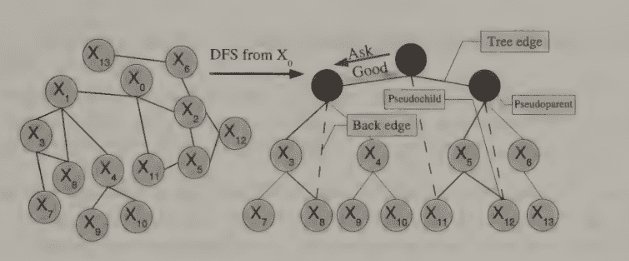 X₁₃
X₆
X₀
X₁
X₂
X₁₂
X₃
X₈
X₄
X₁₁
X₅
X₇
X₉
X₁₀
DFS from X₀
Ask
Good
Tree edge
Pseudochild
Pseudoparent
Back edge
X₃ X₄ X₅ X₆
X₇ X₈ X₉ X₁₀ X₁₁ X₁₂ X₁₃